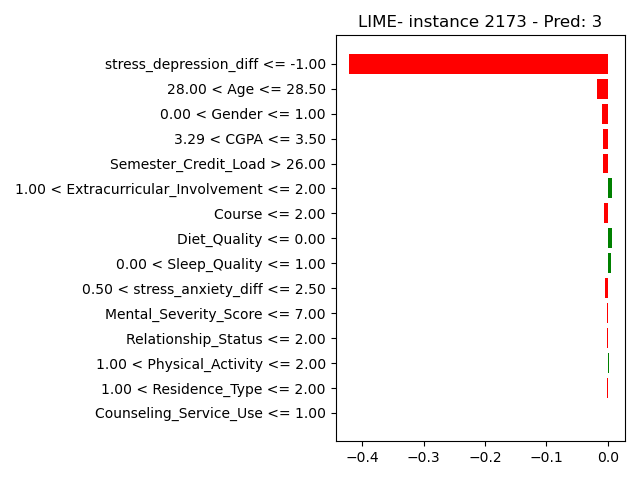 LIME- instance 2173 - Pred: 3
stress_depression_diff <= -1.00
28.00 < Age <= 28.50
0.00 < Gender <= 1.00
3.29 < CGPA <= 3.50
Semester_Credit_Load > 26.00
1.00 < Extracurricular_Involvement <= 2.00
Course <= 2.00
Diet_Quality <= 0.00
0.00 < Sleep_Quality <= 1.00
0.50 < stress_anxiety_diff <= 2.50
Mental_Severity_Score <= 7.00
Relationship_Status <= 2.00
1.00 < Physical_Activity <= 2.00
1.00 < Residence_Type <= 2.00
Counseling_Service_Use <= 1.00
−0.4 −0.3 −0.2 −0.1 0.0